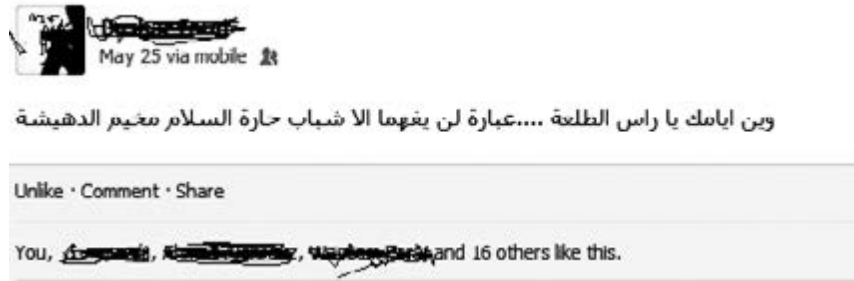 May 25 via mobile
وين ايامك يا راس الطلعة ....عبارة لن يفهما الا شباب حارة السلام مخيم الدهيشة
Unlike · Comment · Share
You, , , and 16 others like this.